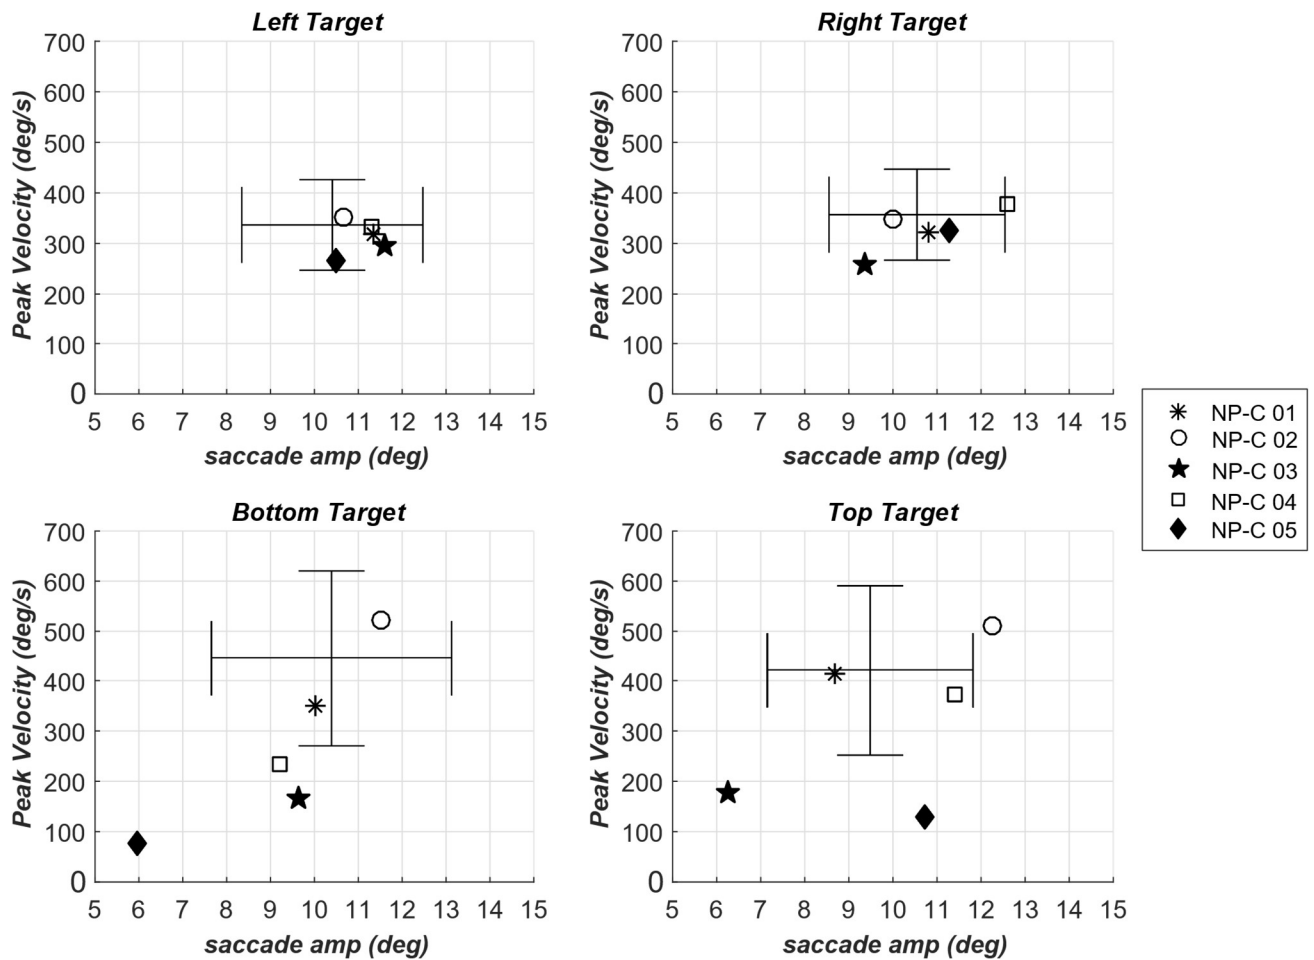 Left Target
Peak Velocity (deg/s)
700
600
500
400
300
200
100
0
5 6 7 8 9 10 11 12 13 14 15
saccade amp (deg)
Right Target
Peak Velocity (deg/s)
700
600
500
400
300
200
100
0
5 6 7 8 9 10 11 12 13 14 15
saccade amp (deg)
NP-C 01
NP-C 02
NP-C 03
NP-C 04
NP-C 05
Bottom Target
Peak Velocity (deg/s)
700
600
500
400
300
200
100
0
5 6 7 8 9 10 11 12 13 14 15
saccade amp (deg)
Top Target
Peak Velocity (deg/s)
700
600
500
400
300
200
100
0
5 6 7 8 9 10 11 12 13 14 15
saccade amp (deg)